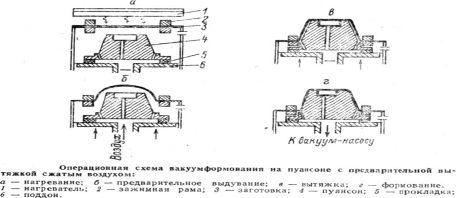 а
1
2
3
4
5
6
в
б
Воздух
г
К вакуум-насосу
Операционная схема вакуумформования на пуансоне с предварительной вы-
тяжкой сжатым воздухом:
а — нагревание; б — предварительное выдувание; в — вытяжка; г — формование.
1 — нагреватель; 2 — зажимная рама; 3 — заготовка; 4 — пуансон; 5 — прокладка;
6 — поддон.